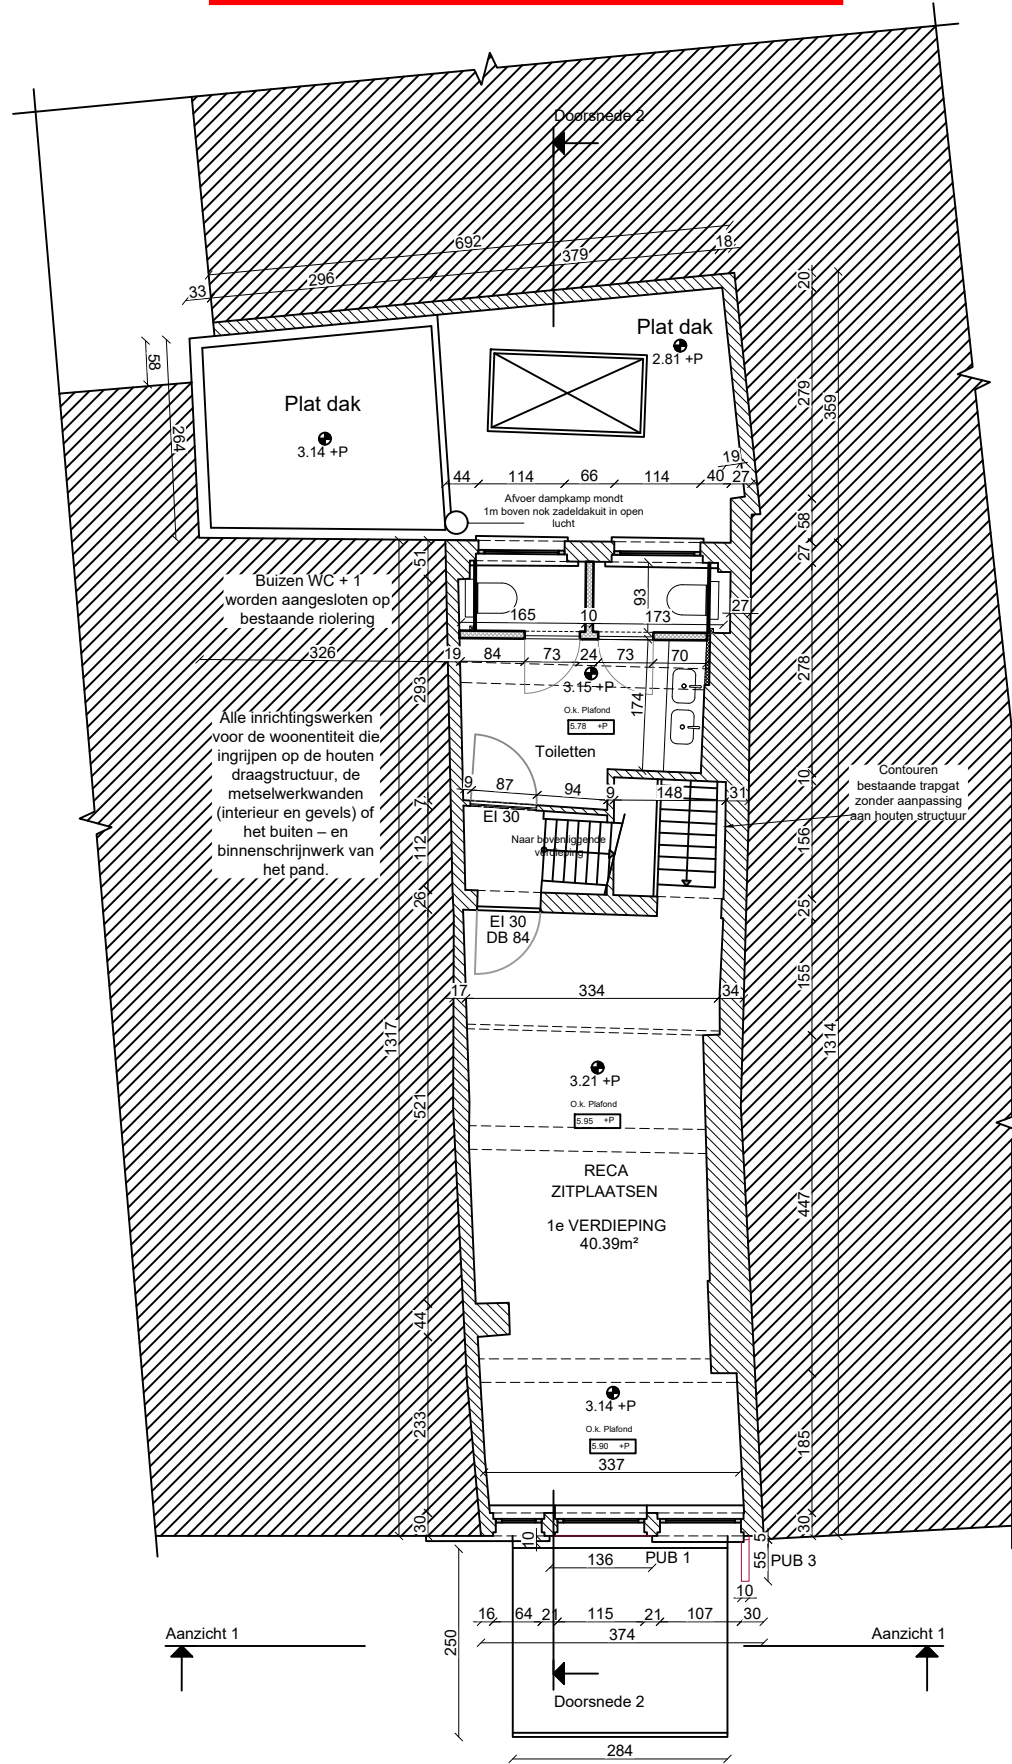 Doorsnede 2
692
379
18
296
33
20
58
264
279
359
Plat dak
2.81 +P
Plat dak
3.14 +P
19
44
114
66
114
40
27
Afvoer dampkamp mondt
1m boven nok zadeldakuit in open
lucht
58
27
51
Buizen WC + 1
worden aangesloten op
bestaande riolering
93
27
165
10
173
326
19
84
73
24
73
70
278
293
3.15 +P
174
O.k. Plafond
5.78 +P
Toiletten
Alle inrichtingswerken
voor de woonentiteit die
ingrijpen op de houten
draagstructuur, de
metselwerkwanden
(interieur en gevels) of
het buiten – en
binnenschrijnwerk van
het pand.
9
87
94
9
148
31
10
Contouren
bestaande trapgat
zonder aanpassing
aan houten structuur
7
EI 30
112
Naar bovenliggende
verdieping
156
26
25
EI 30
DB 84
155
17
334
34
1317
1314
3.21 +P
O.k. Plafond
5.95 +P
521
RECA
ZITPLAATSEN
1e VERDIEPING
40.39m²
447
44
3.14 +P
O.k. Plafond
5.90 +P
233
185
337
30
30
10
5
55
136
PUB 1
PUB 3
10
16
64
21
115
21
107
30
374
250
Aanzicht 1
Aanzicht 1
Doorsnede 2
284